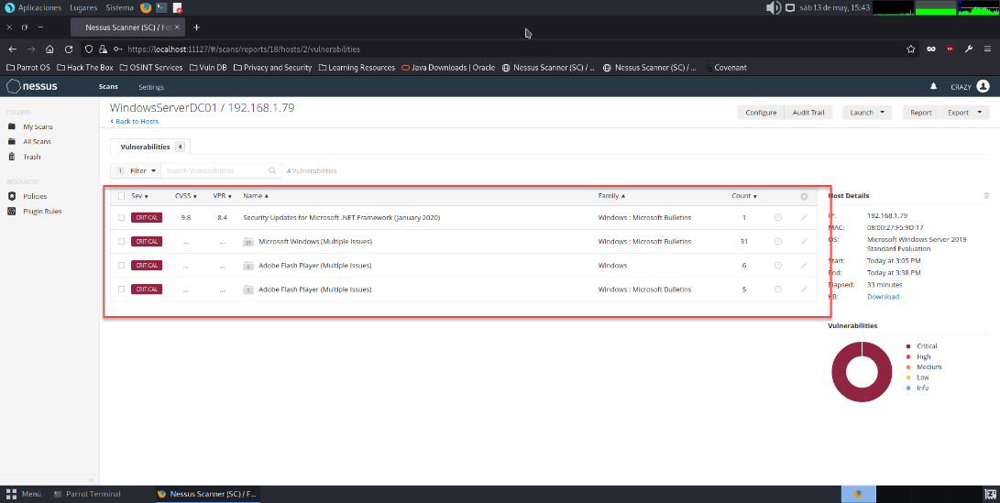 Aplicaciones Lugares Sistema sáb 13 de may, 15:43
Nessus Scanner (SC) / Fol
https://localhost:11127/#/scans/reports/18/hosts/2/vulnerabilities
Parrot OS Hack The Box OSINT Services Vuln DB Privacy and Security Learning Resources Java Downloads | Oracle Nessus Scanner (SC) / ... Nessus Scanner (SC) / ... Covenant
nessus Scans Settings CRAZY
FOLDERS
My Scans
All Scans
Trash
RESOURCES
Policies
Plugin Rules
WindowsServerDC01 / 192.168.1.79
Back to Hosts
Configure Audit Trail Launch Report Export
Vulnerabilities 4
1 Filter Search Vulnerabilities 4 Vulnerabilities
Sev CVSS VPR Name Family Count
CRITICAL 9.8 8.4 Security Updates for Microsoft .NET Framework (January 2020) Windows : Microsoft Bulletins 1
CRITICAL ... ... 31 Microsoft Windows (Multiple Issues) Windows : Microsoft Bulletins 31
CRITICAL ... ... 6 Adobe Flash Player (Multiple Issues) Windows 6
CRITICAL ... ... 5 Adobe Flash Player (Multiple Issues) Windows : Microsoft Bulletins 5
Host Details
IP: 192.168.1.79
MAC: 08:00:27:F5:9D:17
OS: Microsoft Windows Server 2019
Standard Evaluation
Start: Today at 3:05 PM
End: Today at 3:38 PM
Elapsed: 33 minutes
KB: Download
Vulnerabilities
Critical
High
Medium
Low
Info
Menú Parrot Terminal Nessus Scanner (SC) / F...